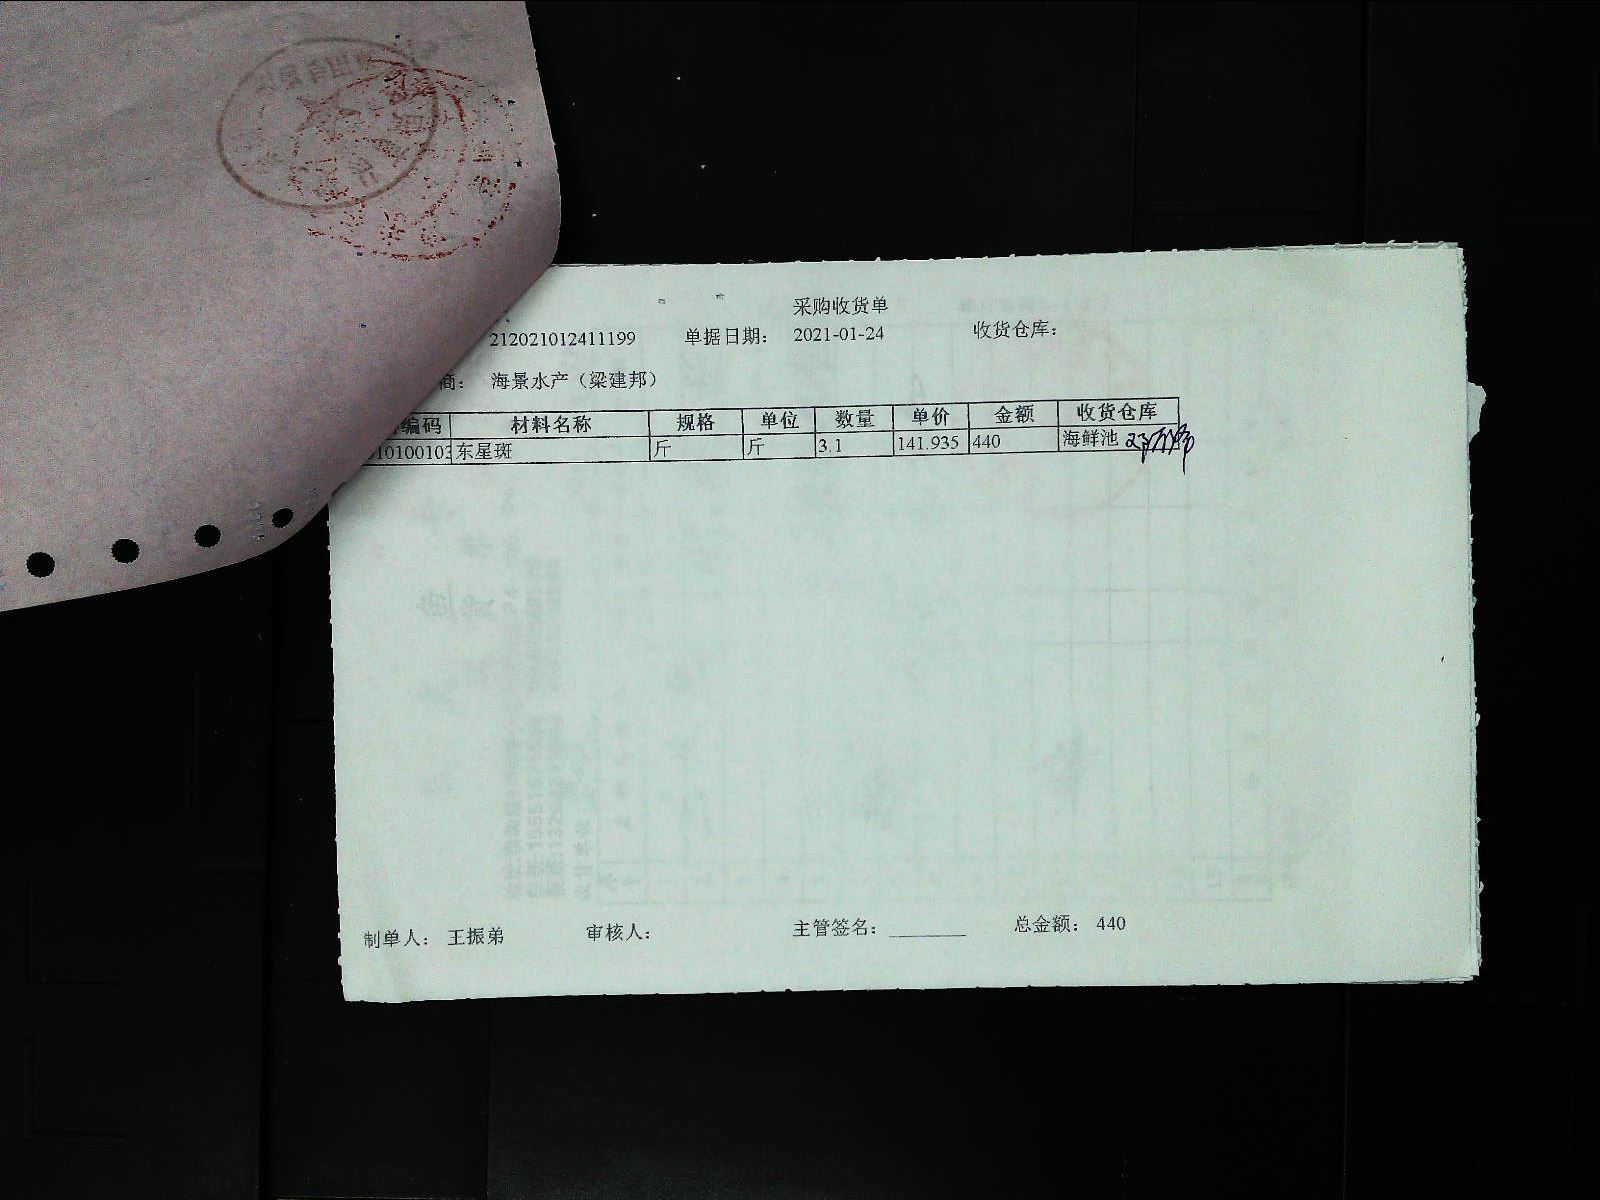 采购收货单
212021012411199 单据日期: 2021-01-24 收货仓库:
商: 海景水产（梁建邦）
编码 材料名称 规格 单位 数量 单价 金额 收货仓库
10100103 东星斑 斤 斤 3.1 141.935 440 海鲜池
制单人: 王振弟 审核人: 主管签名: ________ 总金额: 440